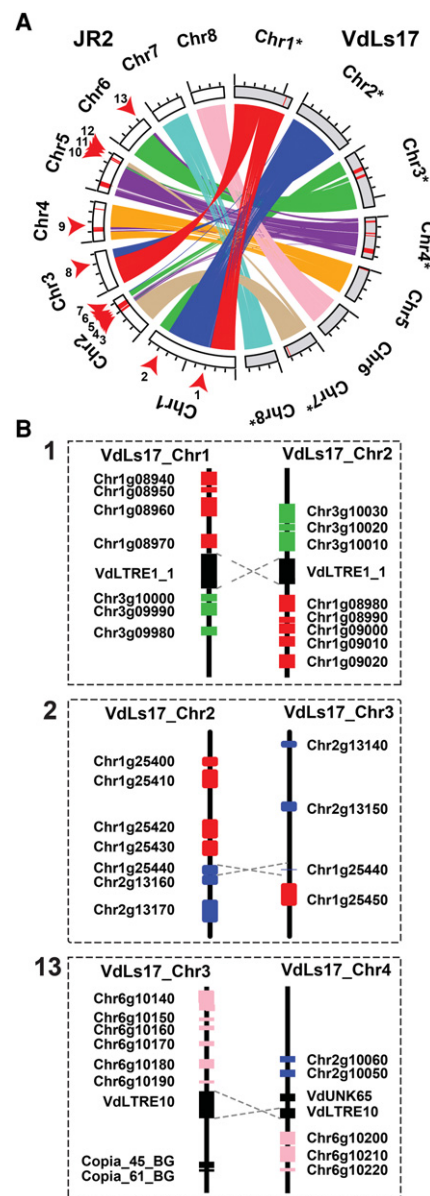 A
JR2
VdLs17
Chr8
Chr1*
Chr7
Chr2*
Chr6
13
Chr3*
Chr5
12
11
10
Chr4*
Chr4
9
Chr5
Chr3
8
Chr6
Chr2
7
6
5
4
3
Chr7*
Chr8*
Chr1
2
1
B
1
VdLs17_Chr1
VdLs17_Chr2
Chr1g08940
Chr1g08950
Chr1g08960
Chr1g08970
VdLTRE1_1
Chr3g10000
Chr3g09990
Chr3g09980
Chr3g10030
Chr3g10020
Chr3g10010
VdLTRE1_1
Chr1g08980
Chr1g08990
Chr1g09000
Chr1g09010
Chr1g09020
2
VdLs17_Chr2
VdLs17_Chr3
Chr1g25400
Chr1g25410
Chr1g25420
Chr1g25430
Chr1g25440
Chr2g13160
Chr2g13170
Chr2g13140
Chr2g13150
Chr1g25440
Chr1g25450
13
VdLs17_Chr3
VdLs17_Chr4
Chr6g10140
Chr6g10150
Chr6g10160
Chr6g10170
Chr6g10180
Chr6g10190
VdLTRE10
Copia_45_BG
Copia_61_BG
Chr2g10060
Chr2g10050
VdUNK65
VdLTRE10
Chr6g10200
Chr6g10210
Chr6g10220